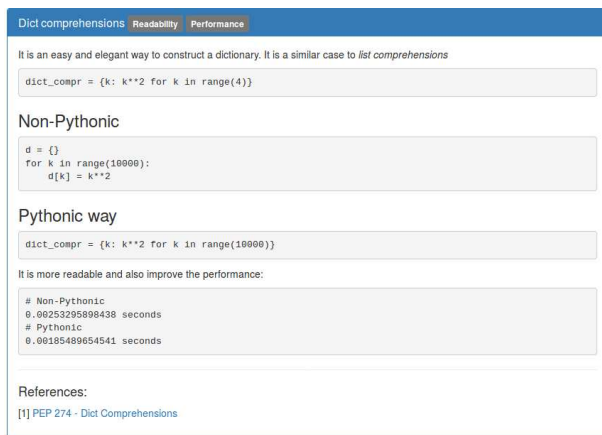 Dict comprehensions Readability Performance
It is an easy and elegant way to construct a dictionary. It is a similar case to list comprehensions
dict_compr = {k: k**2 for k in range(4)}
Non-Pythonic
d = {}
for k in range(10000):
    d[k] = k**2
Pythonic way
dict_compr = {k: k**2 for k in range(10000)}
It is more readable and also improve the performance:
# Non-Pythonic
0.00253295898438 seconds
# Pythonic
0.00185489654541 seconds
References:
[1] PEP 274 - Dict Comprehensions